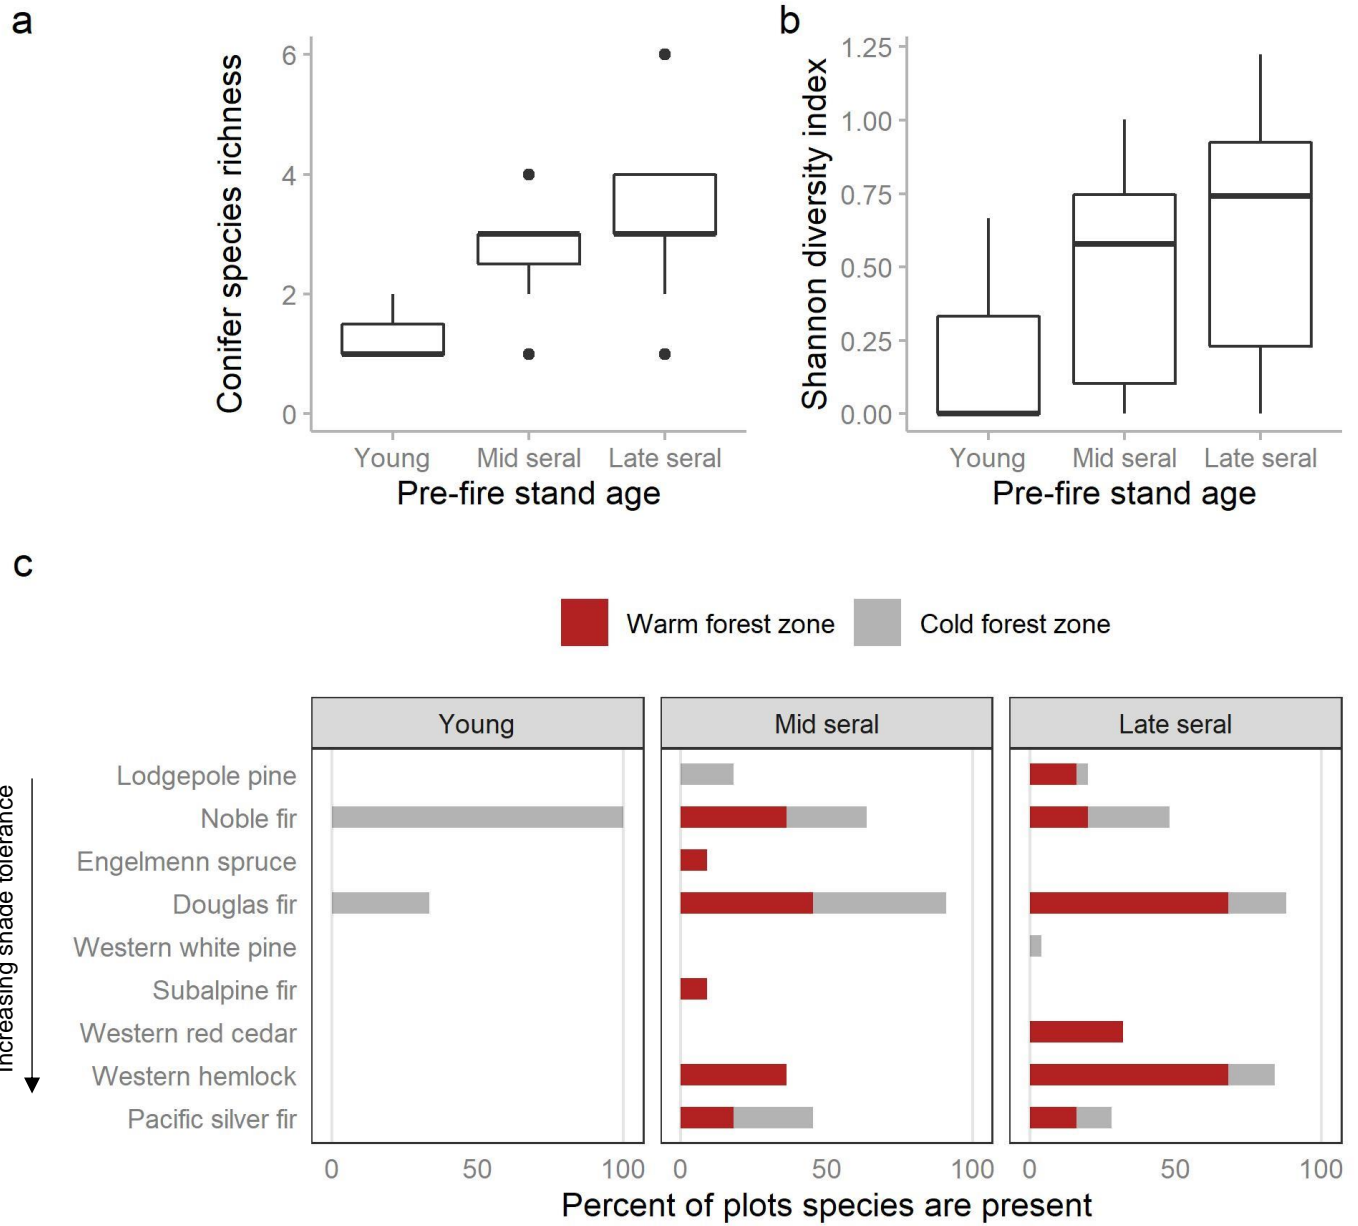 a
Conifer species richness
6
4
2
0
Young Mid seral Late seral
Pre-fire stand age
b
Shannon diversity index
1.25
1.00
0.75
0.50
0.25
0.00
Young Mid seral Late seral
Pre-fire stand age
c
Warm forest zone Cold forest zone
Young Mid seral Late seral
Increasing shade tolerance
Lodgepole pine
Noble fir
Engelmenn spruce
Douglas fir
Western white pine
Subalpine fir
Western red cedar
Western hemlock
Pacific silver fir
0 50 100 0 50 100 0 50 100
Percent of plots species are present